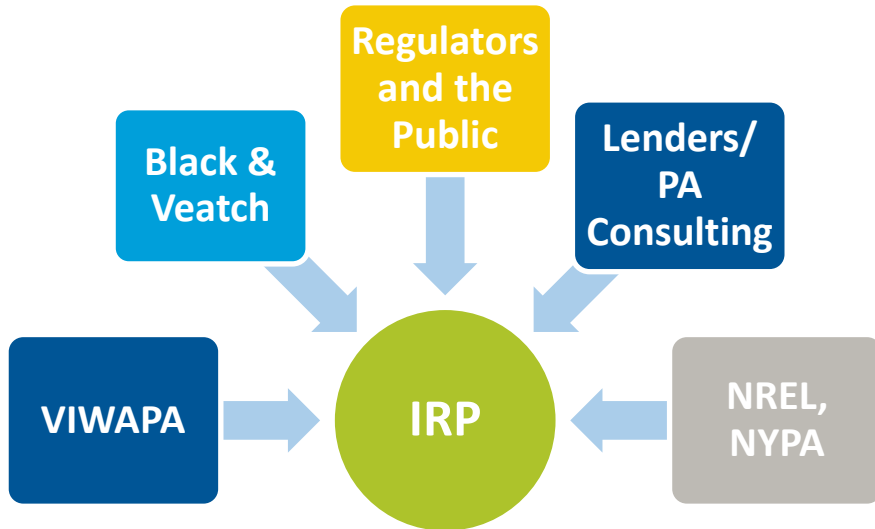 Regulators
and the
Public
Black &
Veatch
Lenders/
PA
Consulting
VIWAPA
IRP
NREL,
NYPA